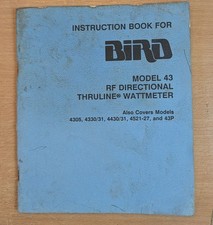 INSTRUCTION BOOK FOR
BIRD
MODEL 43
RF DIRECTIONAL
THRULINE® WATTMETER
Also Covers Models
4305, 4330/31, 4430/31, 4521-27, and 43P